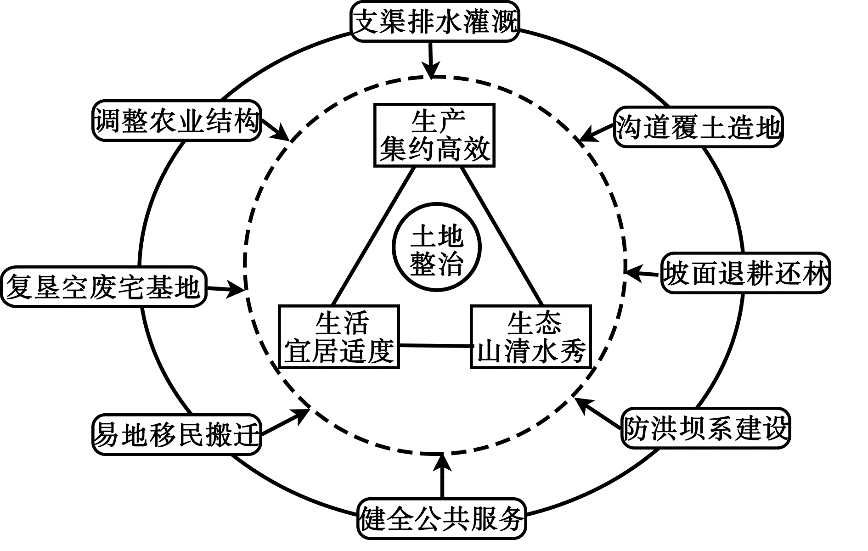 支渠排水灌溉
调整农业结构
沟道覆土造地
生产
集约高效
土地
整治
复垦空废宅基地
坡面退耕还林
生活
宜居适度
生态
山清水秀
易地移民搬迁
防洪坝系建设
健全公共服务